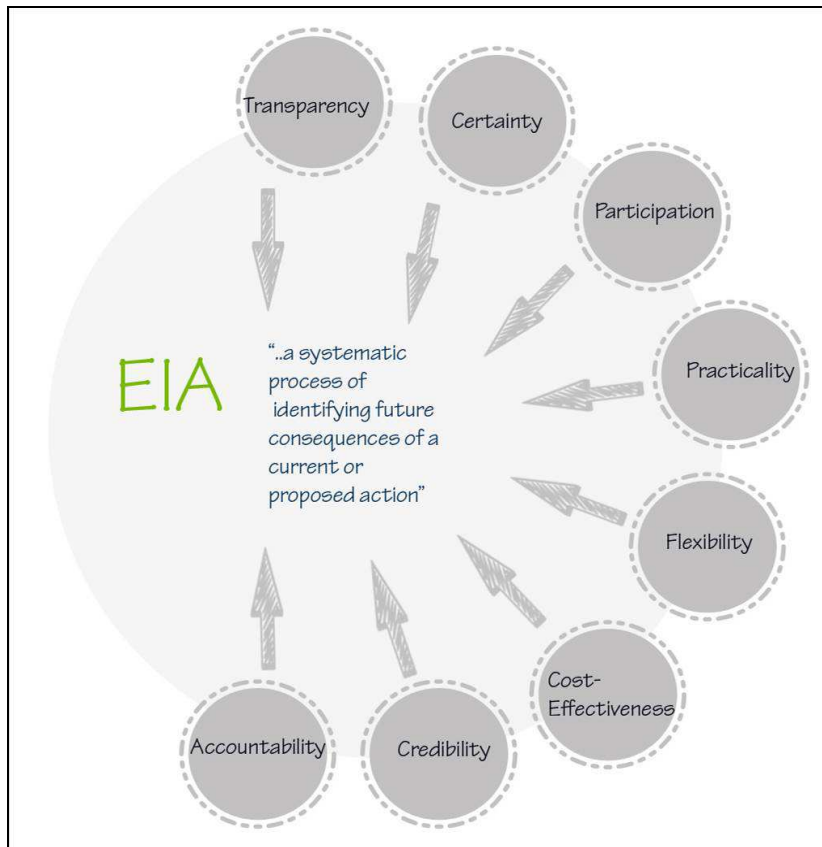 Transparency
Certainty
Participation
Practicality
EIA
“..a systematic
process of
identifying future
consequences of a
current or
proposed action”
Flexibility
Cost-
Effectiveness
Credibility
Accountability